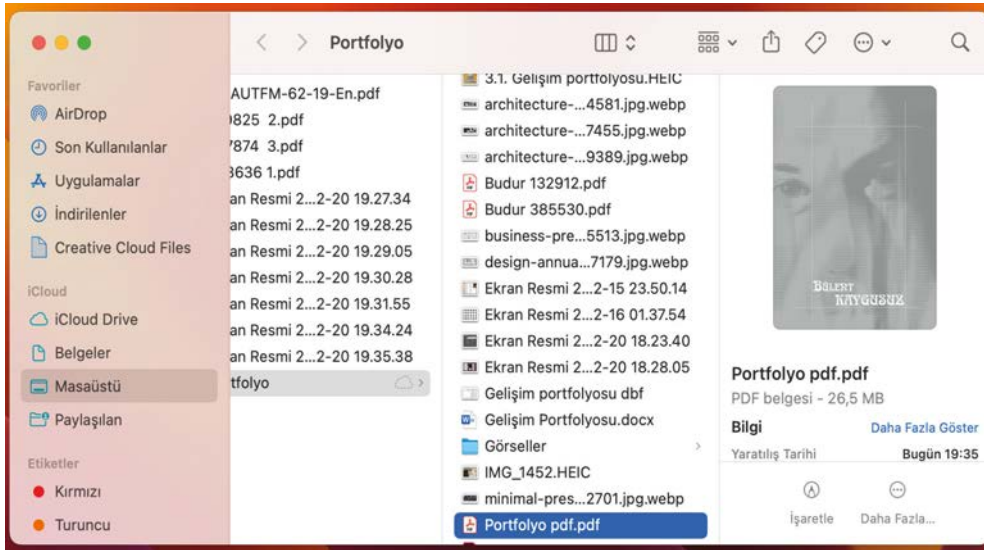 Portfolyo
Favoriler
AirDrop
Son Kullanılanlar
Uygulamalar
İndirilenler
Creative Cloud Files
iCloud
iCloud Drive
Belgeler
Masaüstü
Paylaşılan
Etiketler
Kırmızı
Turuncu
AUTFM-62-19-En.pdf
9825 2.pdf
7874 3.pdf
3636 1.pdf
an Resmi 2...2-20 19.27.34
an Resmi 2...2-20 19.28.25
an Resmi 2...2-20 19.29.05
an Resmi 2...2-20 19.30.28
an Resmi 2...2-20 19.31.55
an Resmi 2...2-20 19.34.24
an Resmi 2...2-20 19.35.38
tfolyo
3.1. Gelişim portfolyosu.HEIC
architecture-...4581.jpg.webp
architecture-...7455.jpg.webp
architecture-...9389.jpg.webp
Budur 132912.pdf
Budur 385530.pdf
business-pre...5513.jpg.webp
design-annua...7179.jpg.webp
Ekran Resmi 2...2-15 23.50.14
Ekran Resmi 2...2-16 01.37.54
Ekran Resmi 2...2-20 18.23.40
Ekran Resmi 2...2-20 18.28.05
Gelişim portfolyosu dbf
Gelişim Portfolyosu.docx
Görseller
IMG_1452.HEIC
minimal-pres...2701.jpg.webp
Portfolyo pdf.pdf
KAYGUSUZ
Portfolyo pdf.pdf
PDF belgesi - 26,5 MB
Bilgi Daha Fazla Göster
Yaratılış Tarihi Bugün 19:35
İşaretle Daha Fazla...